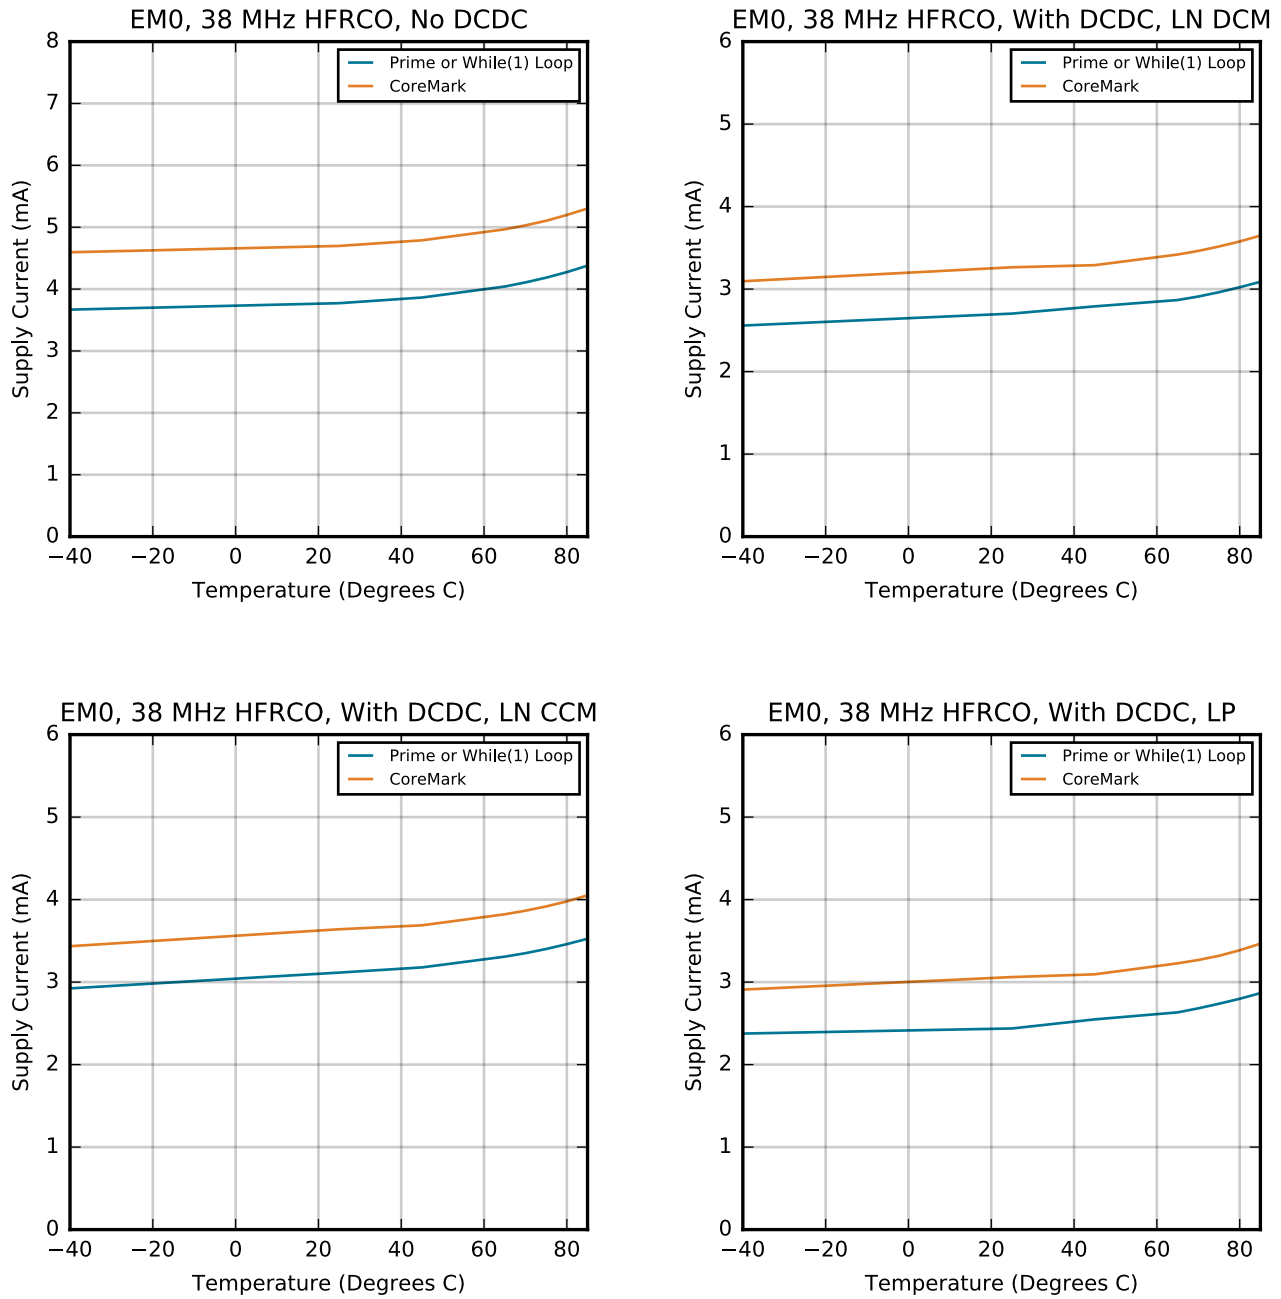 EM0, 38 MHz HFRCO, No DCDC
8
7
6
5
4
3
2
1
0
Supply Current (mA)
Prime or While(1) Loop
CoreMark
−40 −20 0 20 40 60 80
Temperature (Degrees C)
EM0, 38 MHz HFRCO, With DCDC, LN DCM
6
5
4
3
2
1
0
Supply Current (mA)
Prime or While(1) Loop
CoreMark
−40 −20 0 20 40 60 80
Temperature (Degrees C)
EM0, 38 MHz HFRCO, With DCDC, LN CCM
6
5
4
3
2
1
0
Supply Current (mA)
Prime or While(1) Loop
CoreMark
−40 −20 0 20 40 60 80
Temperature (Degrees C)
EM0, 38 MHz HFRCO, With DCDC, LP
6
5
4
3
2
1
0
Supply Current (mA)
Prime or While(1) Loop
CoreMark
−40 −20 0 20 40 60 80
Temperature (Degrees C)